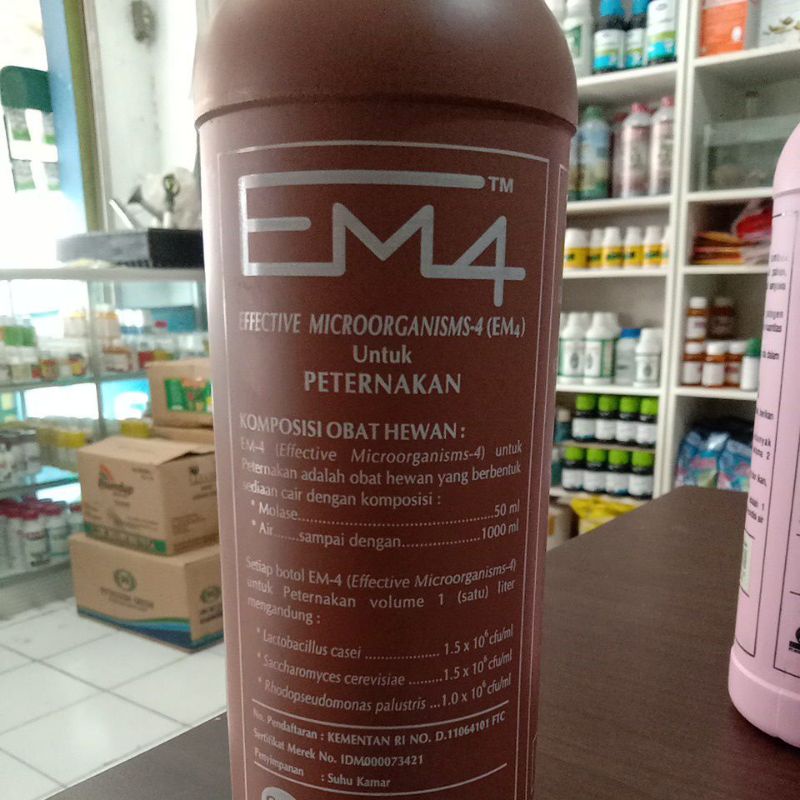 EM4 ™
EFFECTIVE MICROORGANISMS-4 (EM4)
Untuk
PETERNAKAN
KOMPOSISI OBAT HEWAN :
EM-4 (Effective Microorganisms-4) untuk
Peternakan adalah obat hewan yang berbentuk
sediaan cair dengan komposisi :
* Molase......................................50 ml
* Air.......sampai dengan...................1000 ml
Setiap botol EM-4 (Effective Microorganisms-4)
untuk Peternakan volume 1 (satu) liter
mengandung :
* Lactobacillus casei .................. 1.5 x 10⁶ cfu/ml
* Saccharomyces cerevisiae .........1.5 x 10⁶ cfu/ml
* Rhodopseudomonas palustris ...1.0 x 10⁶ cfu/ml
No. Pendaftaran : KEMENTAN RI NO. D.11064101 FTC
Sertifikat Merek No. IDM000073421
Penyimpanan : Suhu Kamar